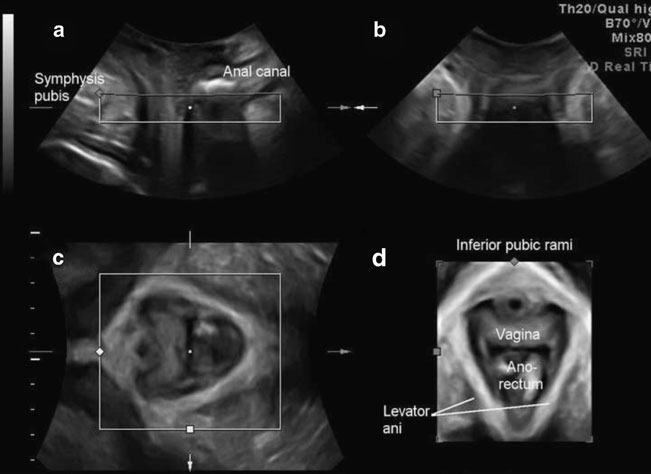 Th20/Qual hig
B70°/V
Mix80
SRI
D Real Ti
a
b
Symphysis
pubis
Anal canal
c
d
Inferior pubic rami
Vagina
Ano-
rectum
Levator
ani